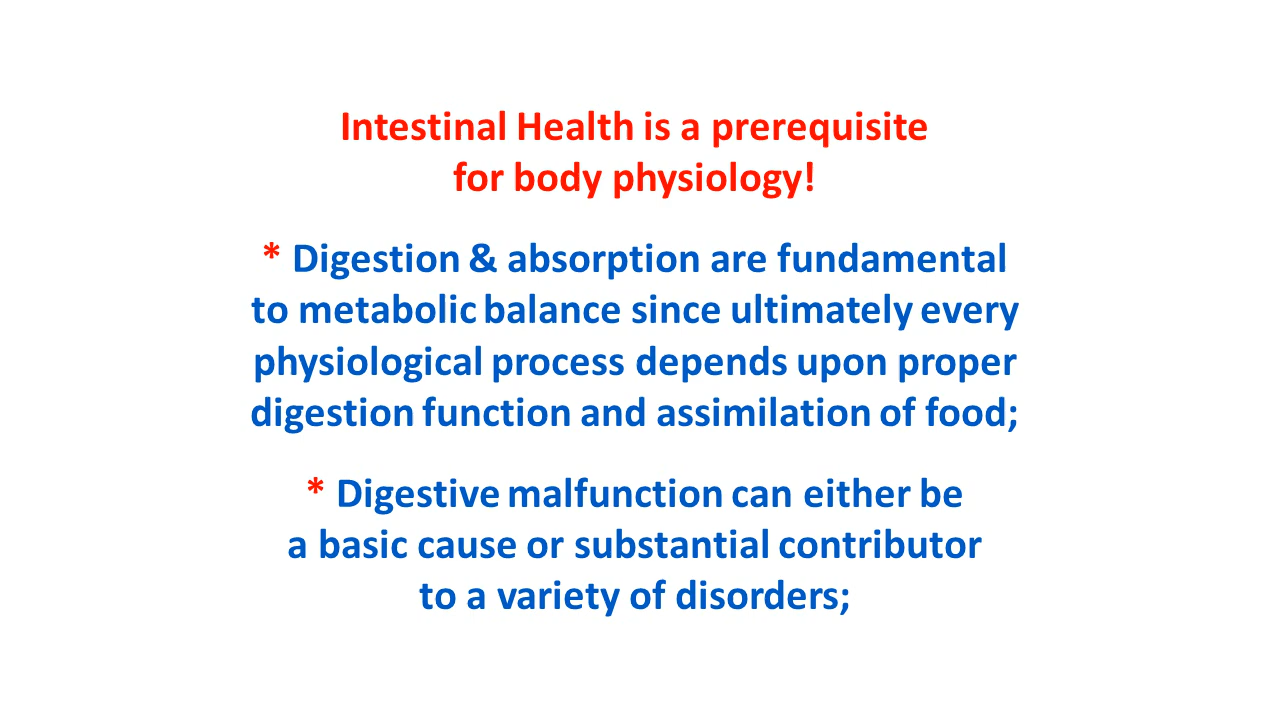 Intestinal Health is a prerequisite
for body physiology!
* Digestion & absorption are fundamental
to metabolic balance since ultimately every
physiological process depends upon proper
digestion function and assimilation of food;
* Digestive malfunction can either be
a basic cause or substantial contributor
to a variety of disorders;